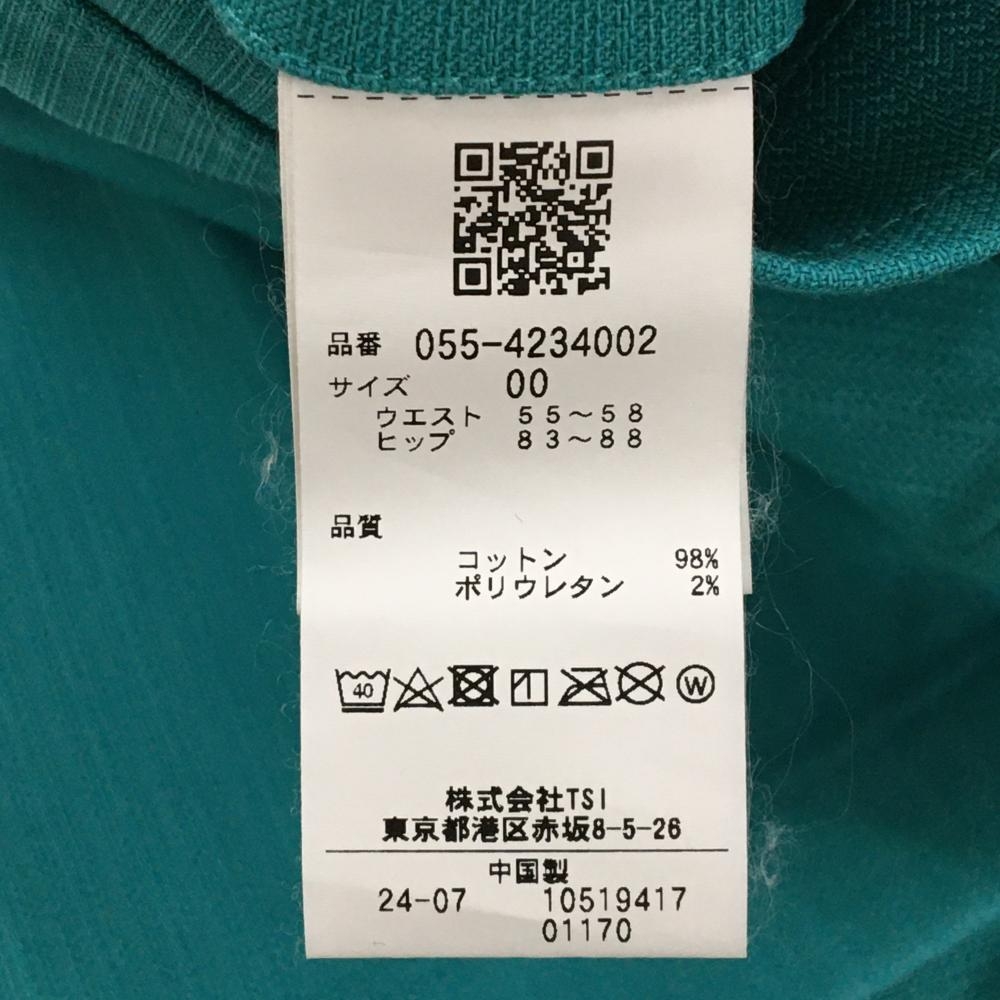 品番 055-4234002
サイズ 00
ウエスト 55～58
ヒップ 83～88
品質
コットン 98%
ポリウレタン 2%
40 W
株式会社TSI
東京都港区赤坂8-5-26
中国製
24-07 10519417
01170